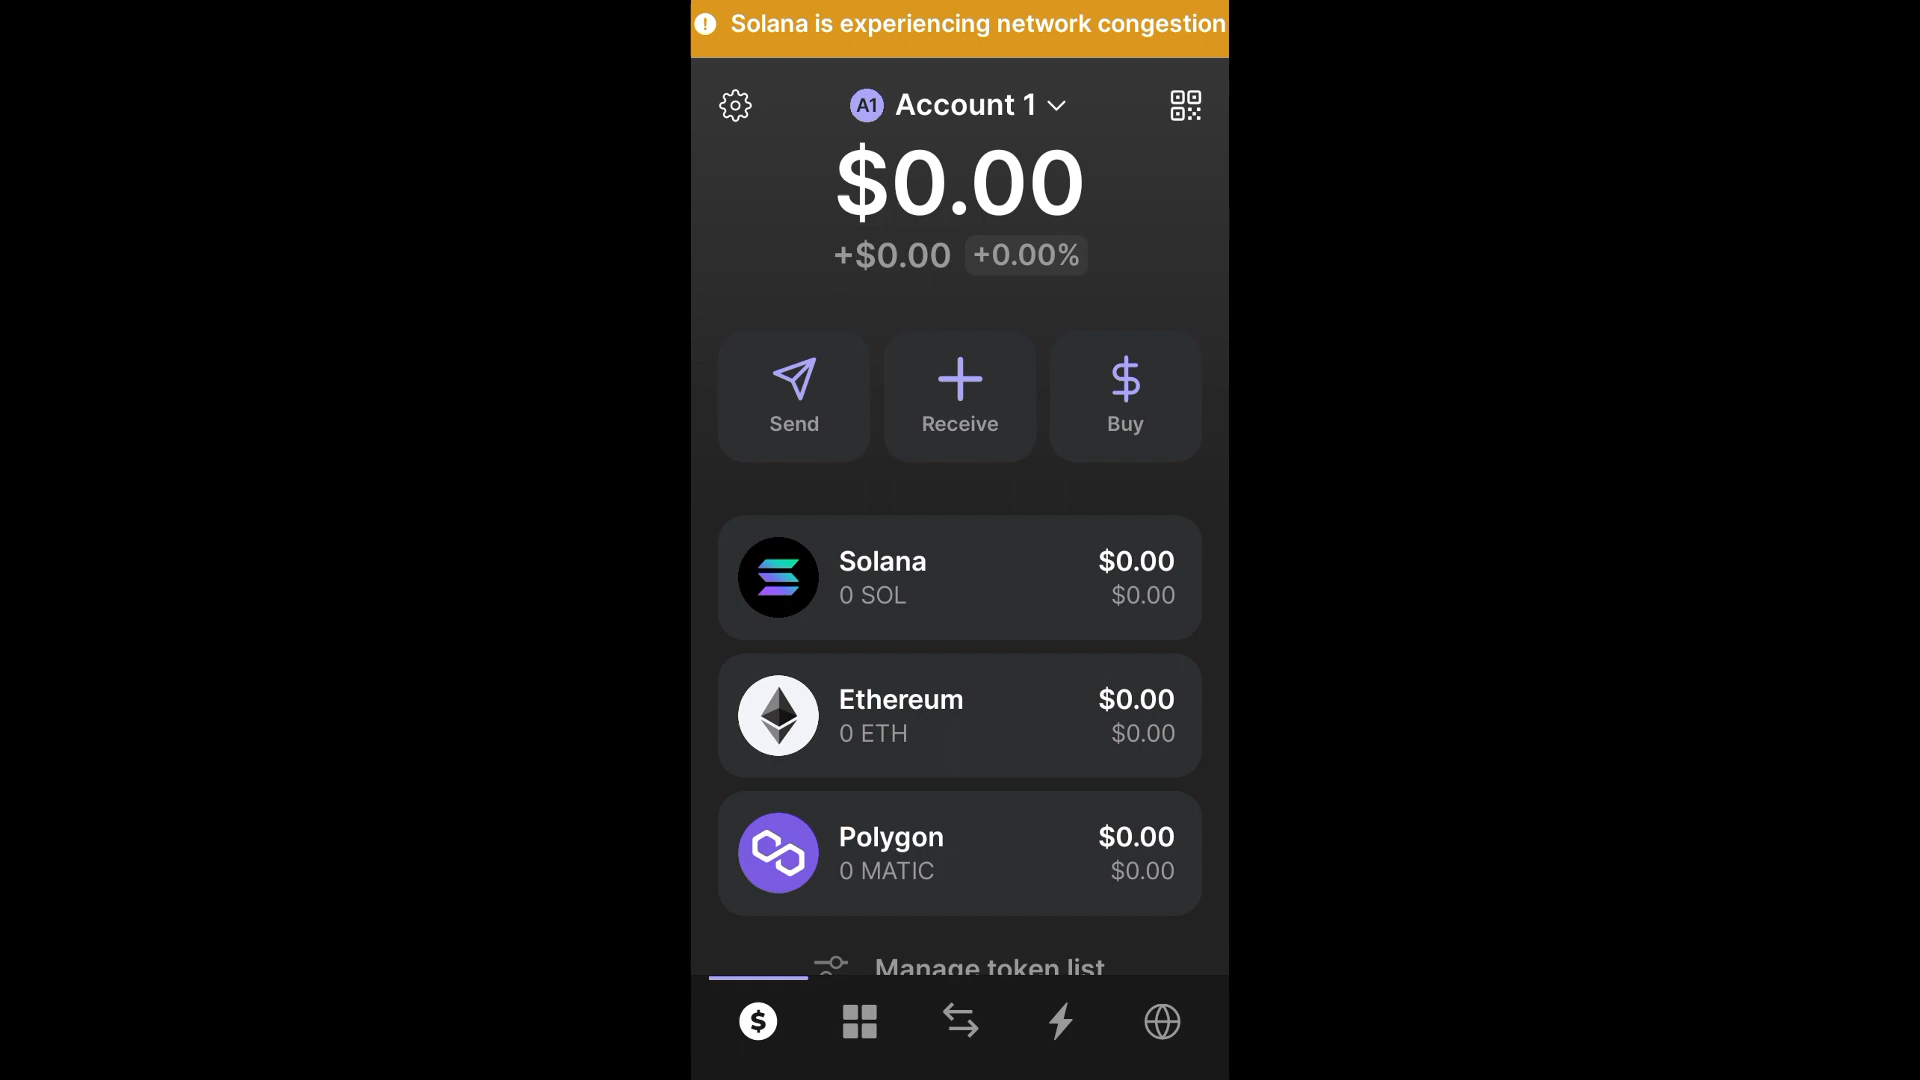 Solana is experiencing network congestion
A1 Account 1
$0.00
+$0.00 +0.00%
Send Receive Buy
Solana $0.00
0 SOL $0.00
Ethereum $0.00
0 ETH $0.00
Polygon $0.00
0 MATIC $0.00
Manage token list